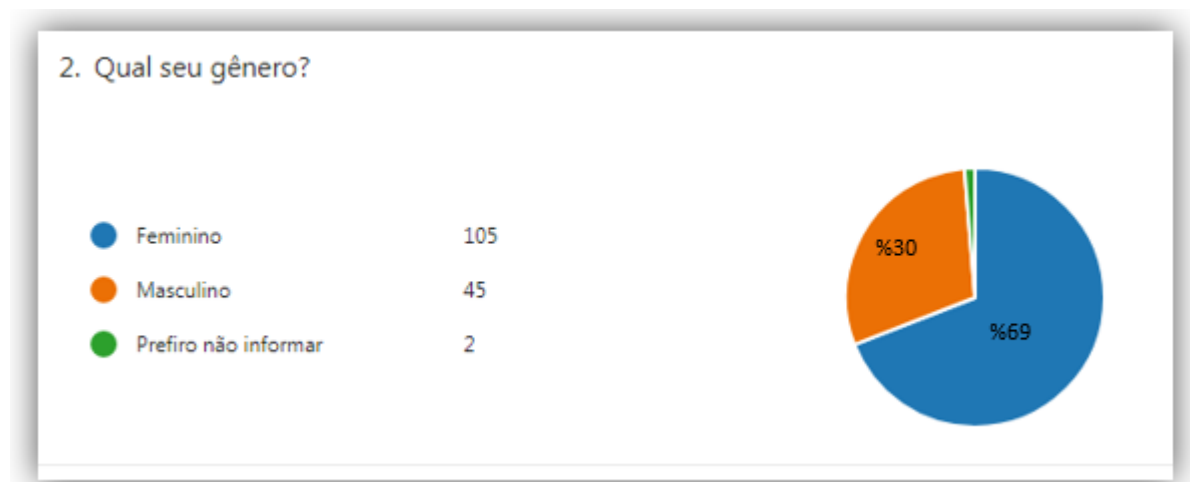 2. Qual seu gênero?
Feminino 105
Masculino 45
Prefiro não informar 2
%30
%69